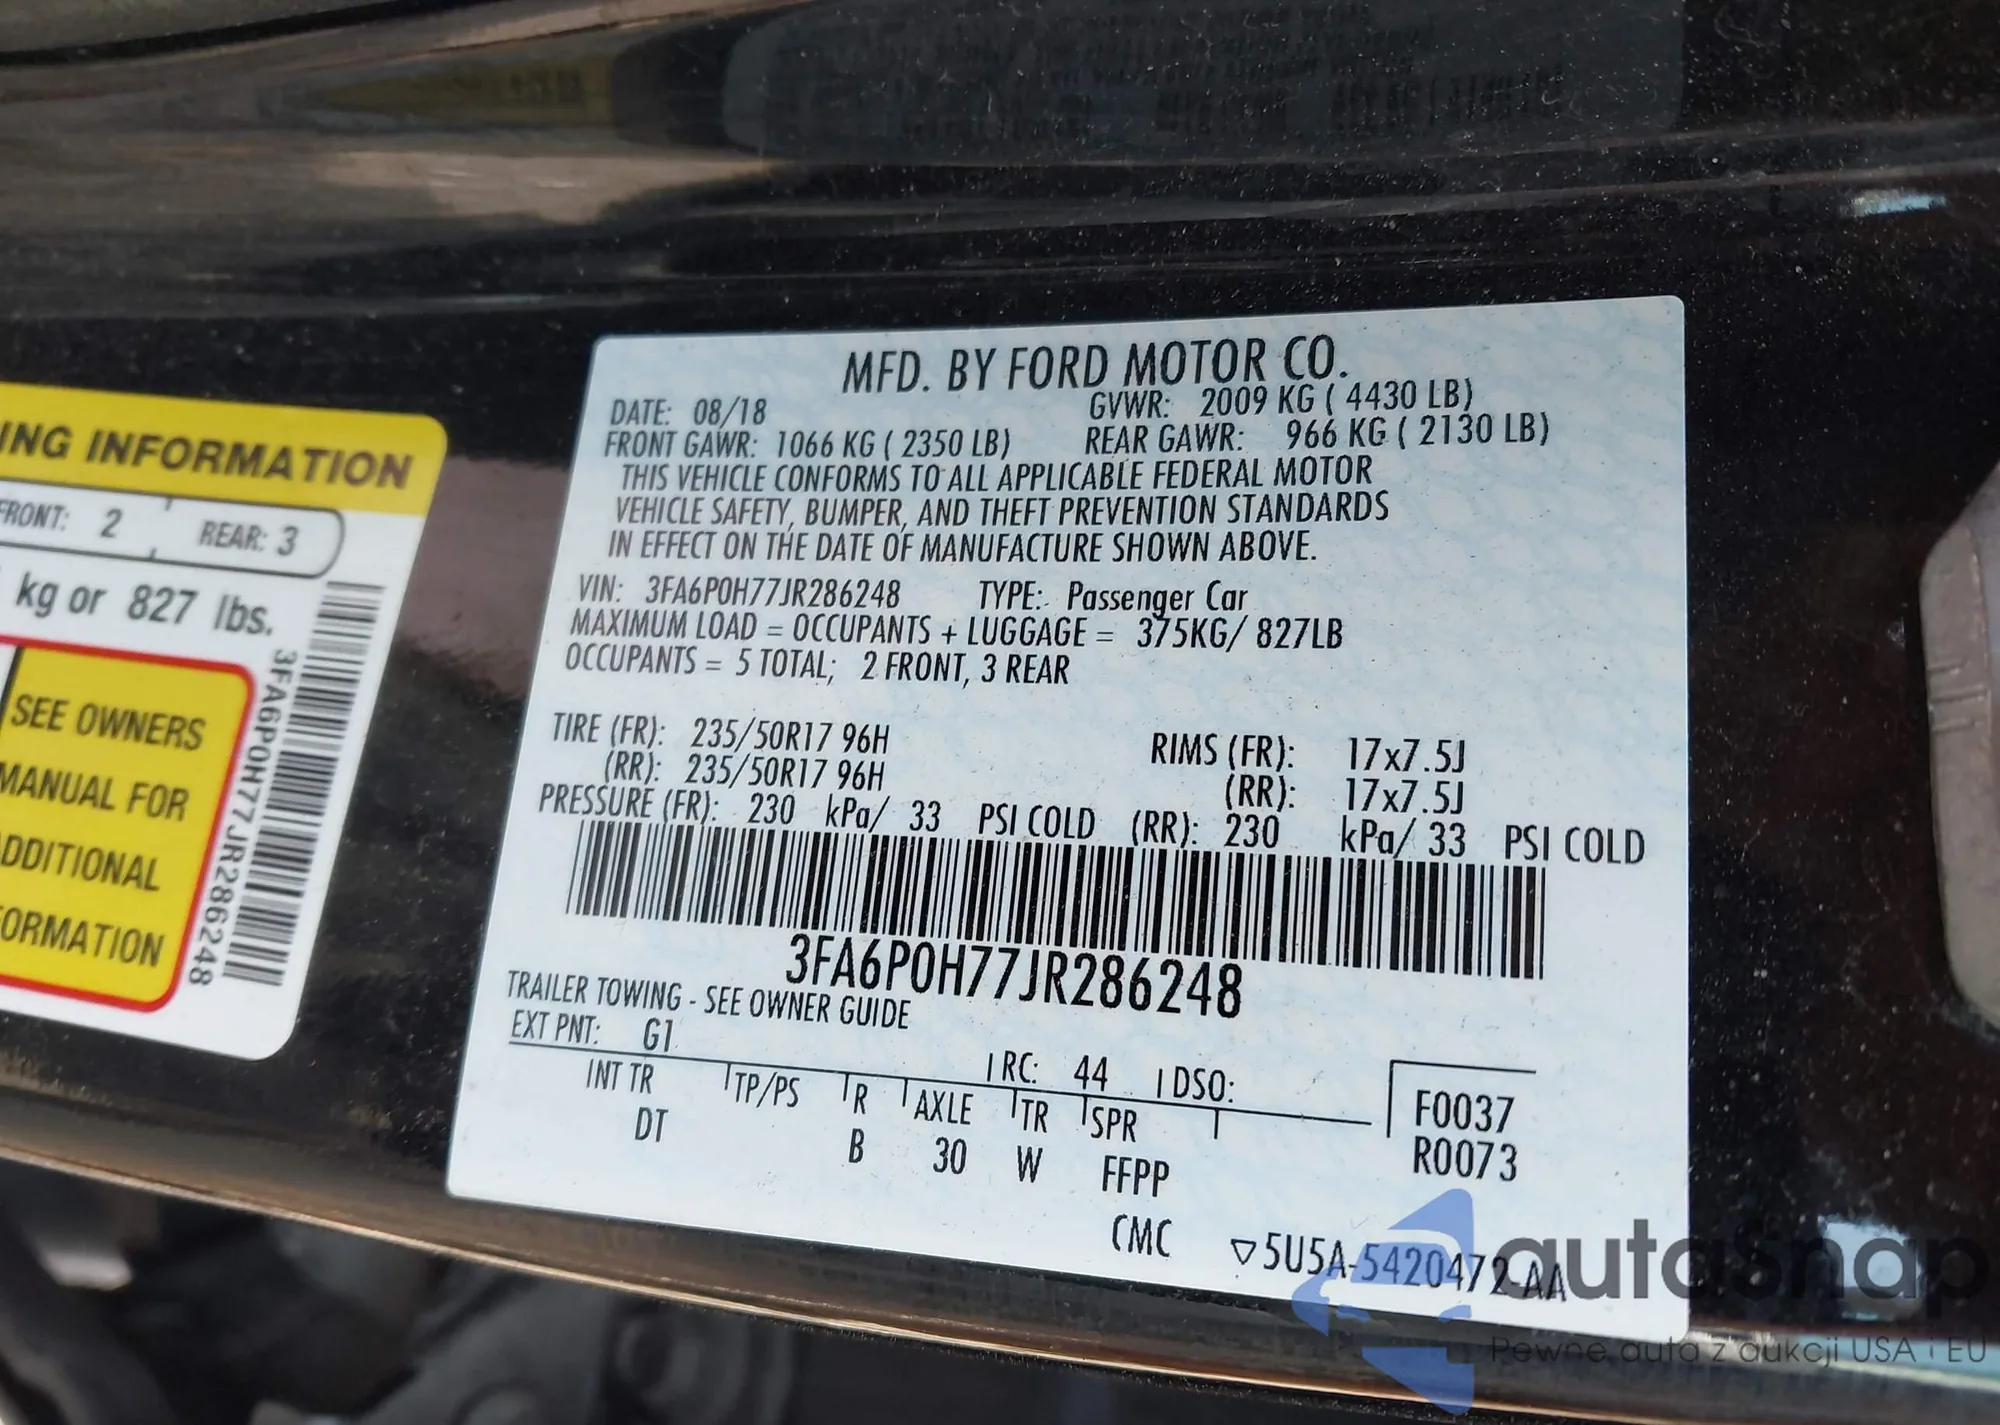 ING INFORMATION
FRONT: 2 REAR: 3
kg or 827 lbs.
SEE OWNERS
MANUAL FOR
DDITIONAL
ORMATION
3FA6P0H77JR286248
MFD. BY FORD MOTOR CO.
DATE: 08/18 GVWR: 2009 KG ( 4430 LB)
FRONT GAWR: 1066 KG ( 2350 LB) REAR GAWR: 966 KG ( 2130 LB)
THIS VEHICLE CONFORMS TO ALL APPLICABLE FEDERAL MOTOR
VEHICLE SAFETY, BUMPER, AND THEFT PREVENTION STANDARDS
IN EFFECT ON THE DATE OF MANUFACTURE SHOWN ABOVE.
VIN: 3FA6P0H77JR286248 TYPE: Passenger Car
MAXIMUM LOAD = OCCUPANTS + LUGGAGE = 375KG/ 827LB
OCCUPANTS = 5 TOTAL; 2 FRONT, 3 REAR
TIRE (FR): 235/50R17 96H RIMS (FR): 17x7.5J
(RR): 235/50R17 96H (RR): 17x7.5J
PRESSURE (FR): 230 kPa/ 33 PSI COLD (RR): 230 kPa/ 33 PSI COLD
3FA6P0H77JR286248
TRAILER TOWING - SEE OWNER GUIDE
EXT PNT: G1 RC: 44 DSO:
INT TR TP/PS R AXLE TR SPR F0037
DT B 30 W FFPP R0073
CMC ▽5U5A-5420472-AA
autasnap
Pewne auta z aukcji USA i EU